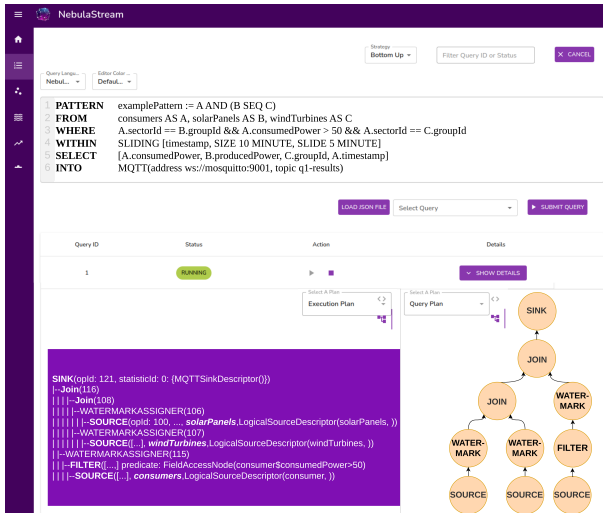 NebulaStream
Strategy
Bottom Up
Filter Query ID or Status
× CANCEL
Query Langu...
Nebul...
Editor Color ...
Defaul...
1 PATTERN examplePattern := A AND (B SEQ C)
2 FROM consumers AS A, solarPanels AS B, windTurbines AS C
3 WHERE A.sectorId == B.groupId && A.consumedPower > 50 && A.sectorId == C.groupId
4 WITHIN SLIDING [timestamp, SIZE 10 MINUTE, SLIDE 5 MINUTE]
5 SELECT [A.consumedPower, B.producedPower, C.groupId, A.timestamp]
6 INTO MQTT(address ws://mosquitto:9001, topic q1-results)
LOAD JSON FILE
Select Query
SUBMIT QUERY
Query ID
Status
Action
Details
1
RUNNING
SHOW DETAILS
Select A Plan
Execution Plan
<>
Select A Plan
Query Plan
<>
SINK(opId: 121, statisticId: 0: {MQTTSinkDescriptor()})
|--Join(116)
| | | |--Join(108)
| | | | |--WATERMARKASSIGNER(106)
| | | | | | |--SOURCE(opId: 100, ..., solarPanels,LogicalSourceDescriptor(solarPanels, ))
| | | | |--WATERMARKASSIGNER(107)
| | | | | | |--SOURCE([...], windTurbines,LogicalSourceDescriptor(windTurbines, ))
| |--WATERMARKASSIGNER(115)
| | |--FILTER([....] predicate: FieldAccessNode(consumer$consumedPower>50)
| | | |--SOURCE([...], consumers,LogicalSourceDescriptor(consumer, ))
SINK
JOIN
JOIN
WATER-
MARK
WATER-
MARK
WATER-
MARK
FILTER
SOURCE
SOURCE
SOURCE